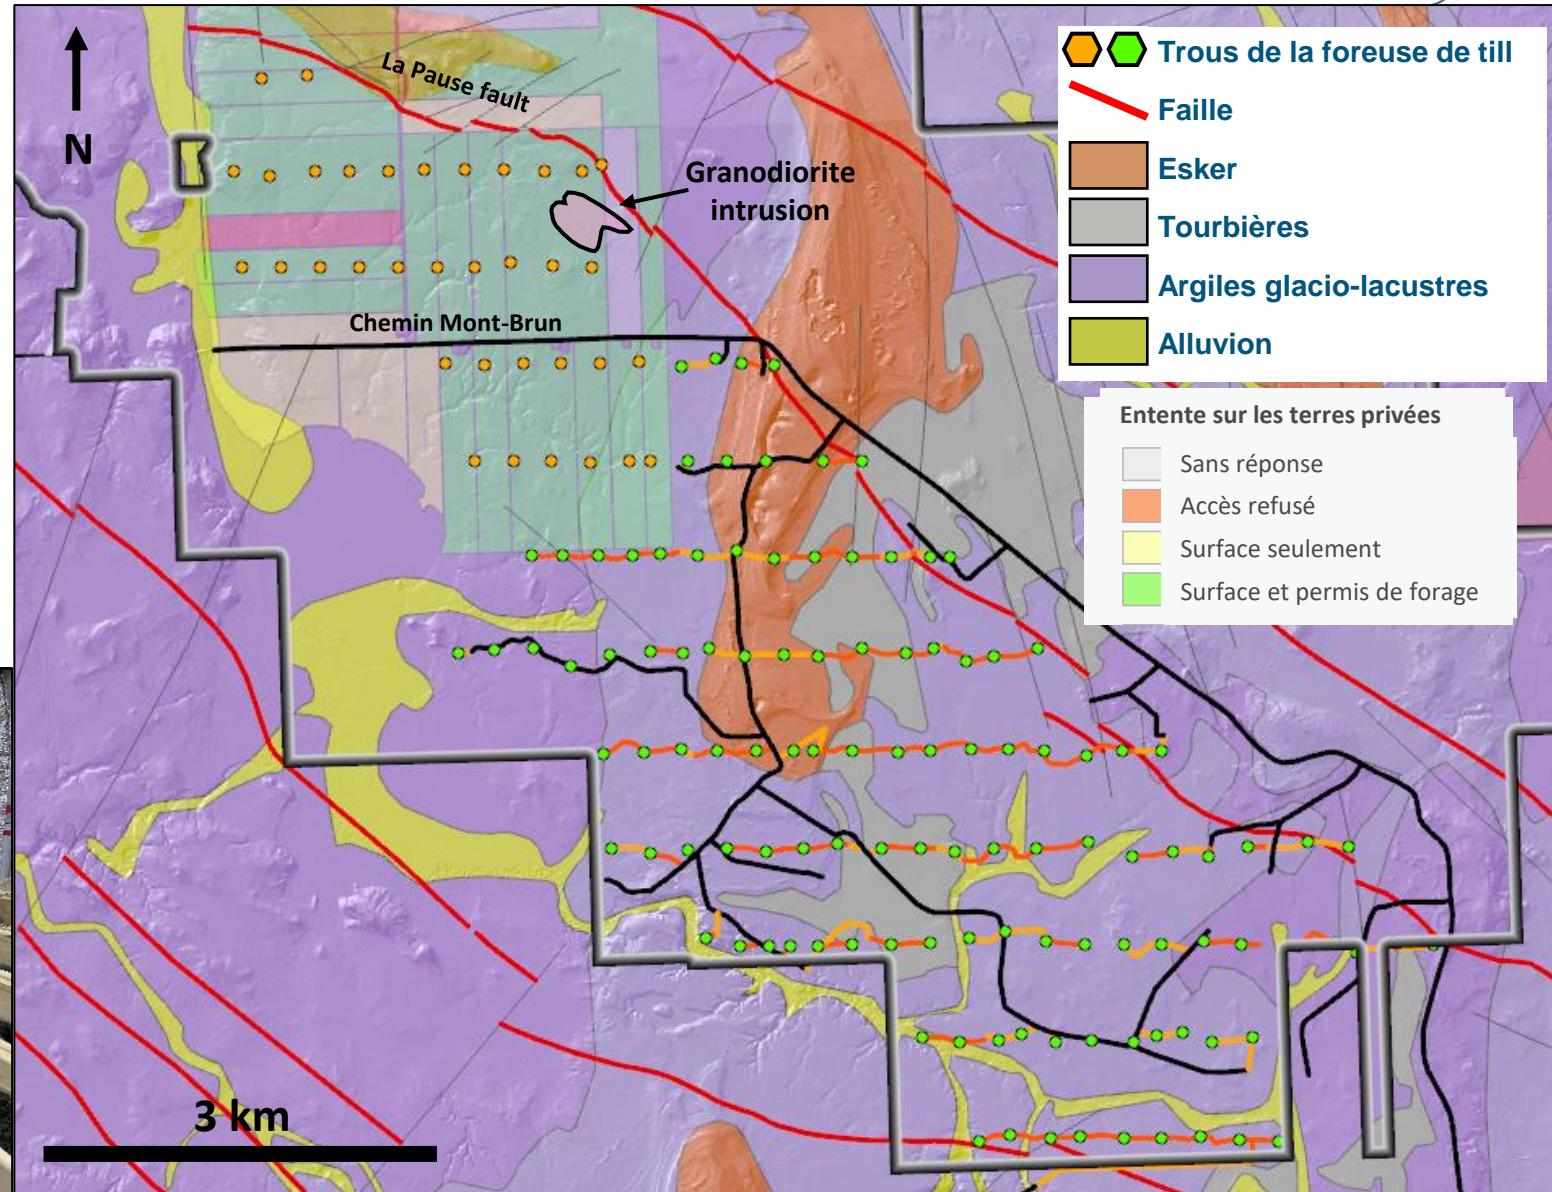 N
La Pause fault
Granodiorite
intrusion
Chemin Mont-Brun
3 km
Trous de la foreuse de till
Faille
Esker
Tourbières
Argiles glacio-lacustres
Alluvion
Entente sur les terres privées
Sans réponse
Accès refusé
Surface seulement
Surface et permis de forage